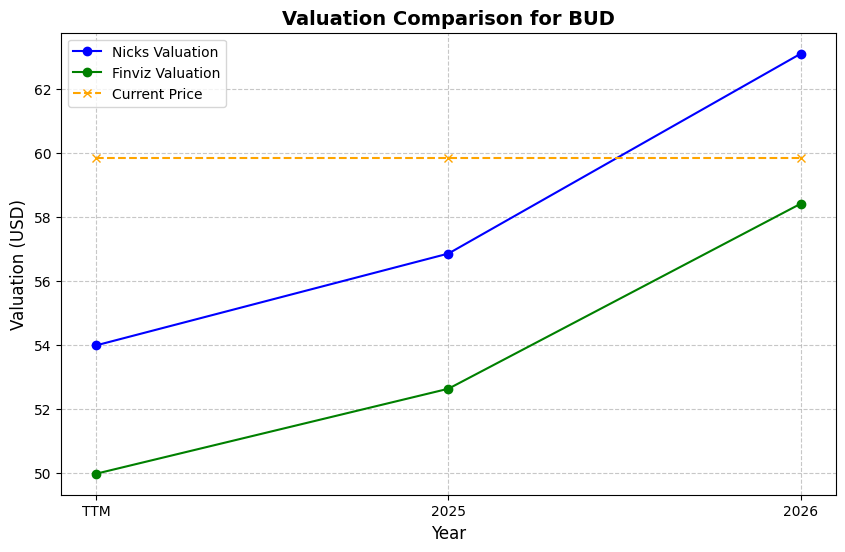 Valuation Comparison for BUD
Nicks Valuation
Finviz Valuation
Current Price
Valuation (USD)
62
60
58
56
54
52
50
TTM
2025
2026
Year